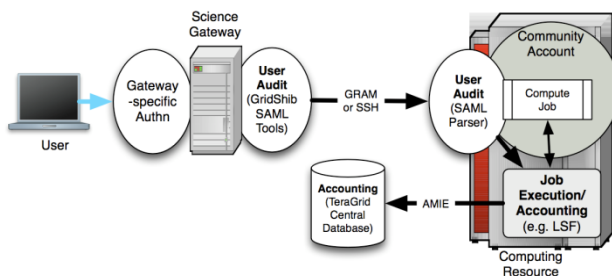 Science
Gateway
Community
Account
Gateway
-specific
Authn
User Audit
(GridShib
SAML
Tools)
GRAM
or SSH
User
Audit
(SAML
Parser)
Compute
Job
User
Accounting
(TeraGrid
Central
Database)
AMIE
Job
Execution/
Accounting
(e.g. LSF)
Computing
Resource